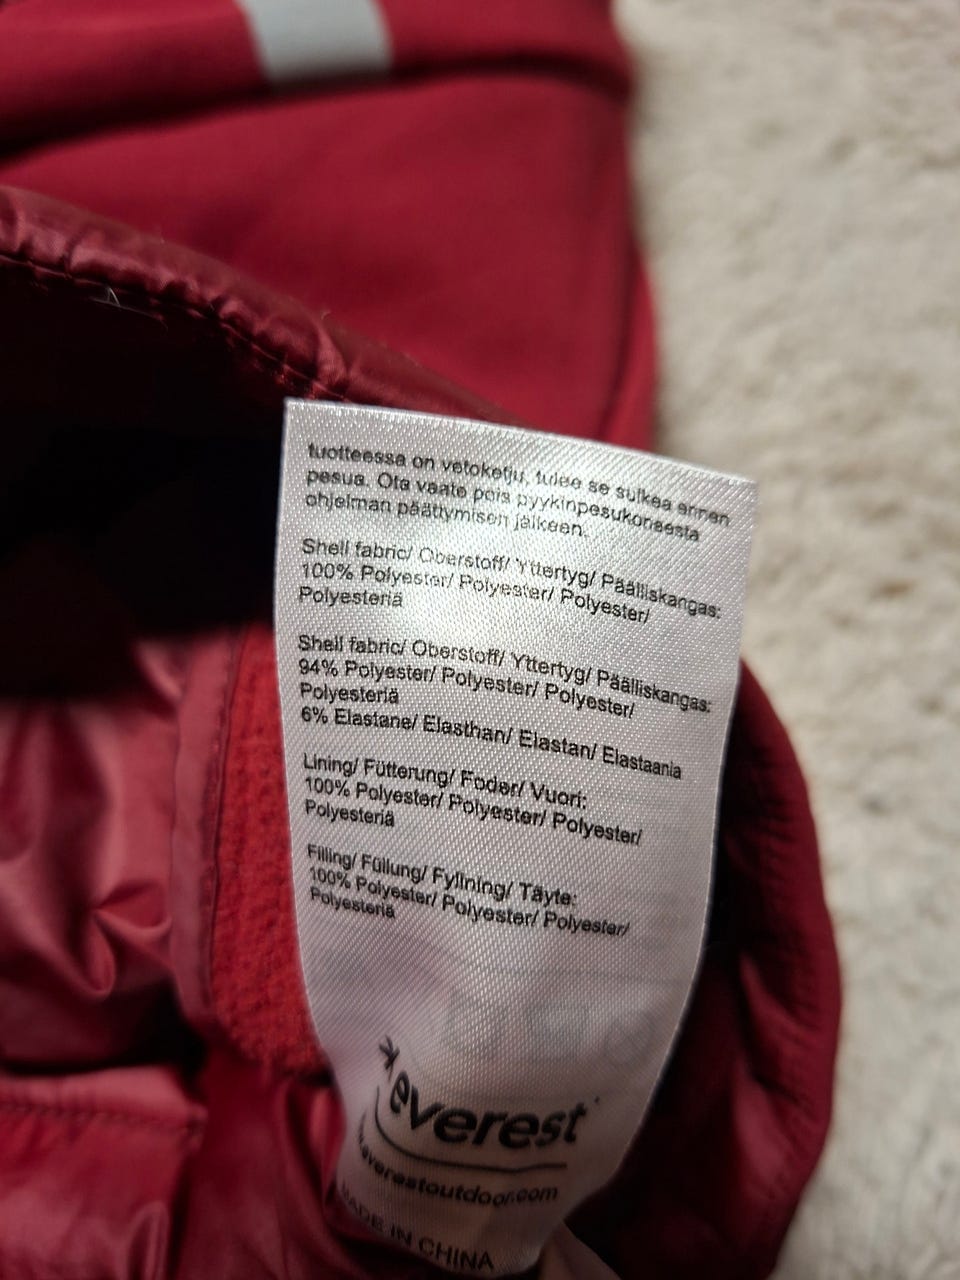 tuotteessa on vetoketju, tulee se sulkea ennen
pesua. Ota vaate pois pyykinpesukoneesta
ohjelman päättymisen jälkeen.
Shell fabric/ Oberstoff/ Yttertyg/ Päälliskangas:
100% Polyester/ Polyester/ Polyester/
Polyesteriä
Shell fabric/ Oberstoff/ Yttertyg/ Päälliskangas:
94% Polyester/ Polyester/ Polyester/
Polyesteriä
6% Elastane/ Elasthan/ Elastan/ Elastaania
Lining/ Fütterung/ Foder/ Vuori:
100% Polyester/ Polyester/ Polyester/
Polyesteriä
Filling/ Füllung/ Fyllning/ Täyte:
100% Polyester/ Polyester/ Polyester/
Polyesteriä
everest
.everestoutdoor.com
MADE IN CHINA